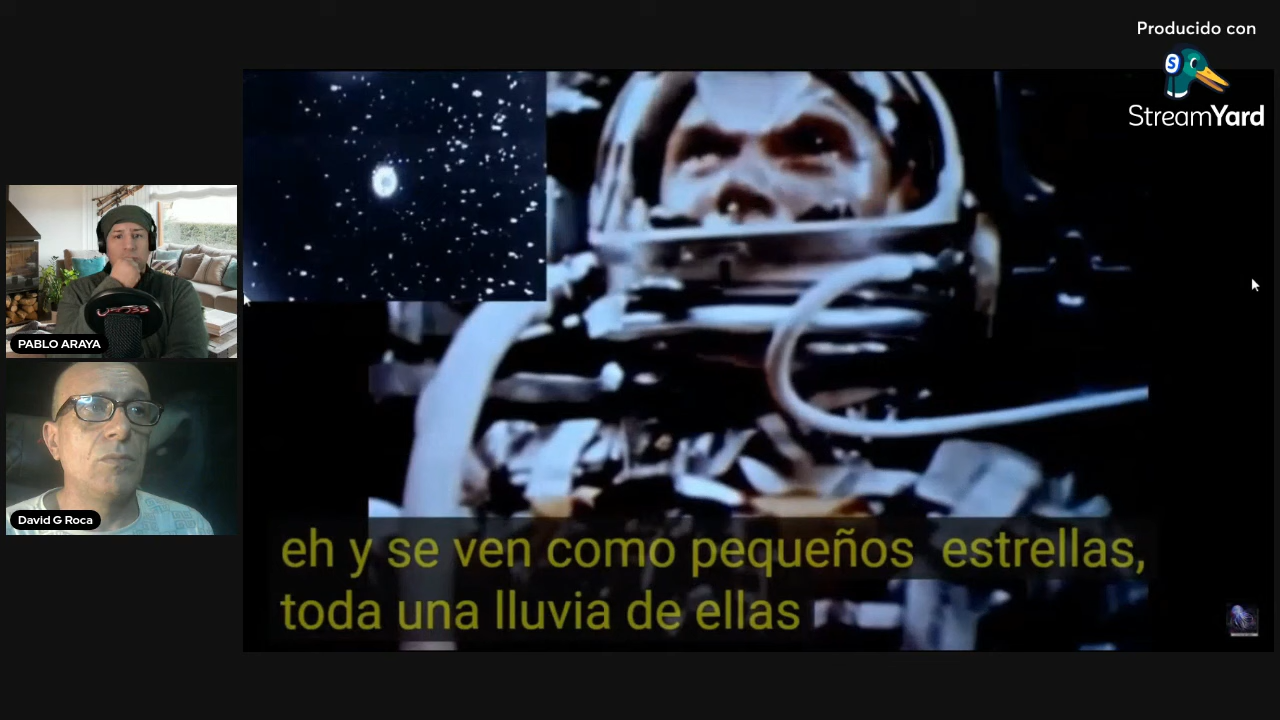 Producido con
StreamYard
PABLO ARAYA
David G Roca
eh y se ven como pequeños estrellas,
toda una lluvia de ellas